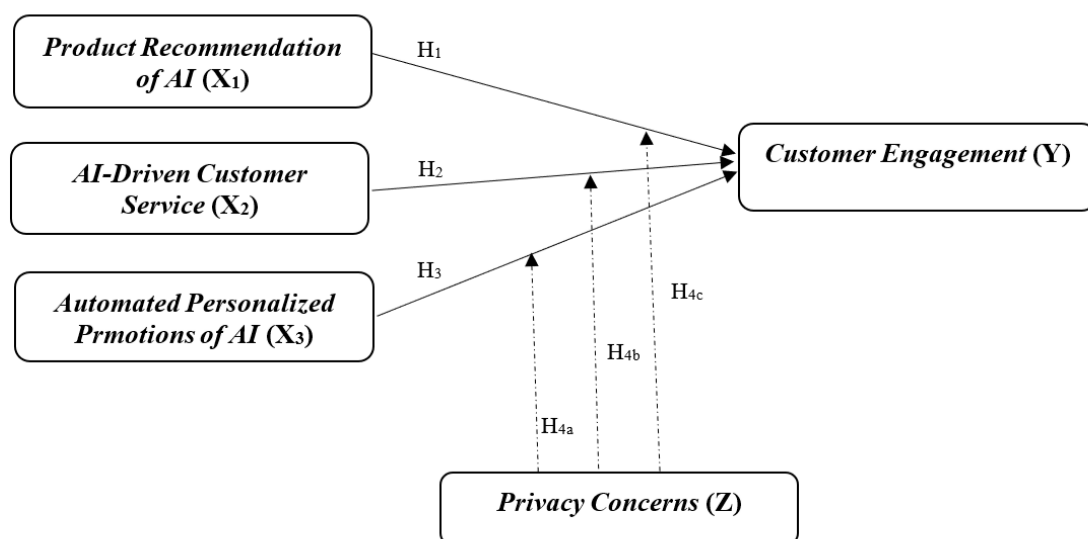 Product Recommendation
of AI (X₁)
H₁
AI-Driven Customer
Service (X₂)
H₂
Automated Personalized
Prmotions of AI (X₃)
H₃
Customer Engagement (Y)
H₄c
H₄b
H₄a
Privacy Concerns (Z)